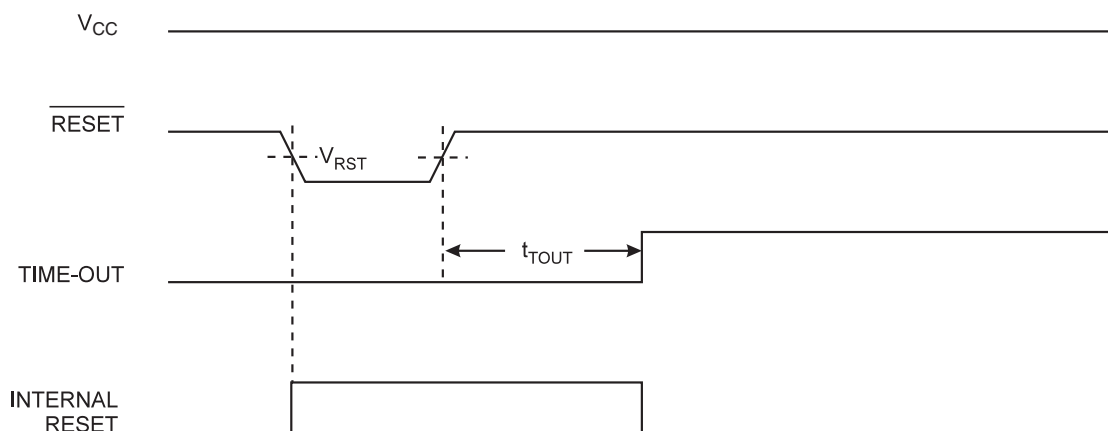 VCC
RESET
VRST
tTOUT
TIME-OUT
INTERNAL
RESET